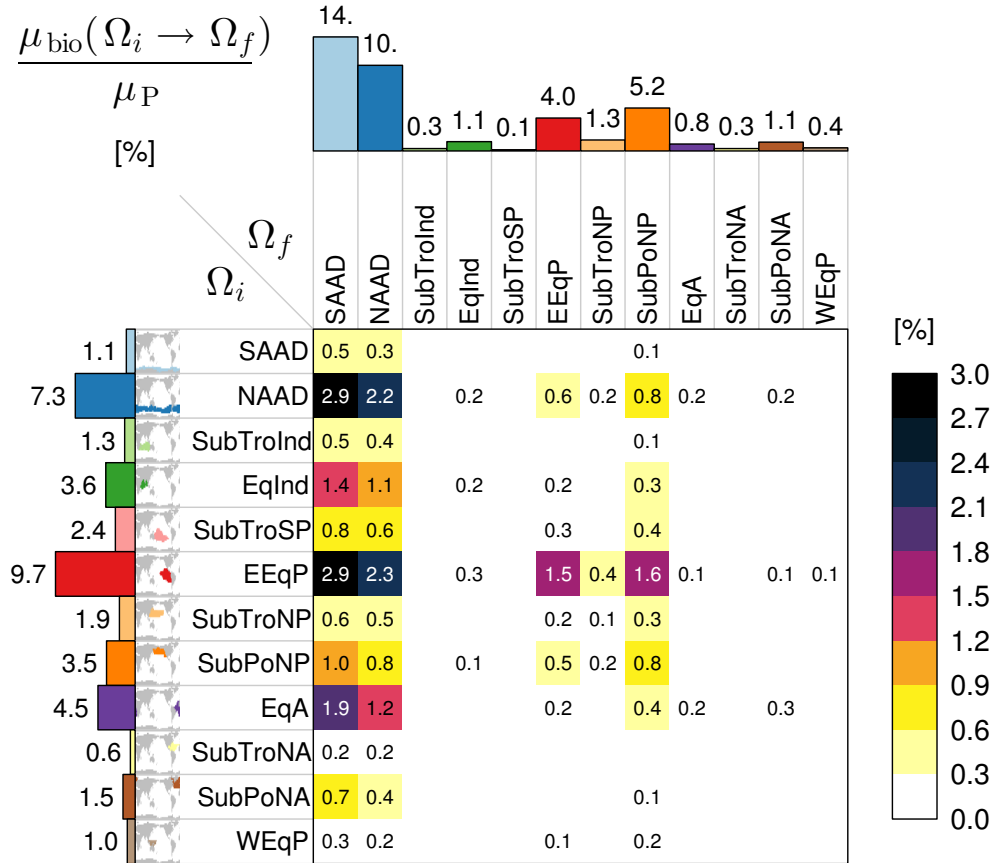 μ_bio(Ω_i → Ω_f)
μ_P
[%]
14. 10. 0.3 1.1 0.1 4.0 1.3 5.2 0.8 0.3 1.1 0.4
Ω_f
Ω_i
SAAD NAAD SubTroInd EqInd SubTroSP EEqP SubTroNP SubPoNP EqA SubTroNA SubPoNA WEqP
1.1 SAAD 0.5 0.3 0.1
7.3 NAAD 2.9 2.2 0.2 0.6 0.2 0.8 0.2 0.2
1.3 SubTroInd 0.5 0.4 0.1
3.6 EqInd 1.4 1.1 0.2 0.2 0.3
2.4 SubTroSP 0.8 0.6 0.3 0.4
9.7 EEqP 2.9 2.3 0.3 1.5 0.4 1.6 0.1 0.1 0.1
1.9 SubTroNP 0.6 0.5 0.2 0.1 0.3
3.5 SubPoNP 1.0 0.8 0.1 0.5 0.2 0.8
4.5 EqA 1.9 1.2 0.2 0.4 0.2 0.3
0.6 SubTroNA 0.2 0.2
1.5 SubPoNA 0.7 0.4 0.1
1.0 WEqP 0.3 0.2 0.1 0.2
[%]
3.0
2.7
2.4
2.1
1.8
1.5
1.2
0.9
0.6
0.3
0.0